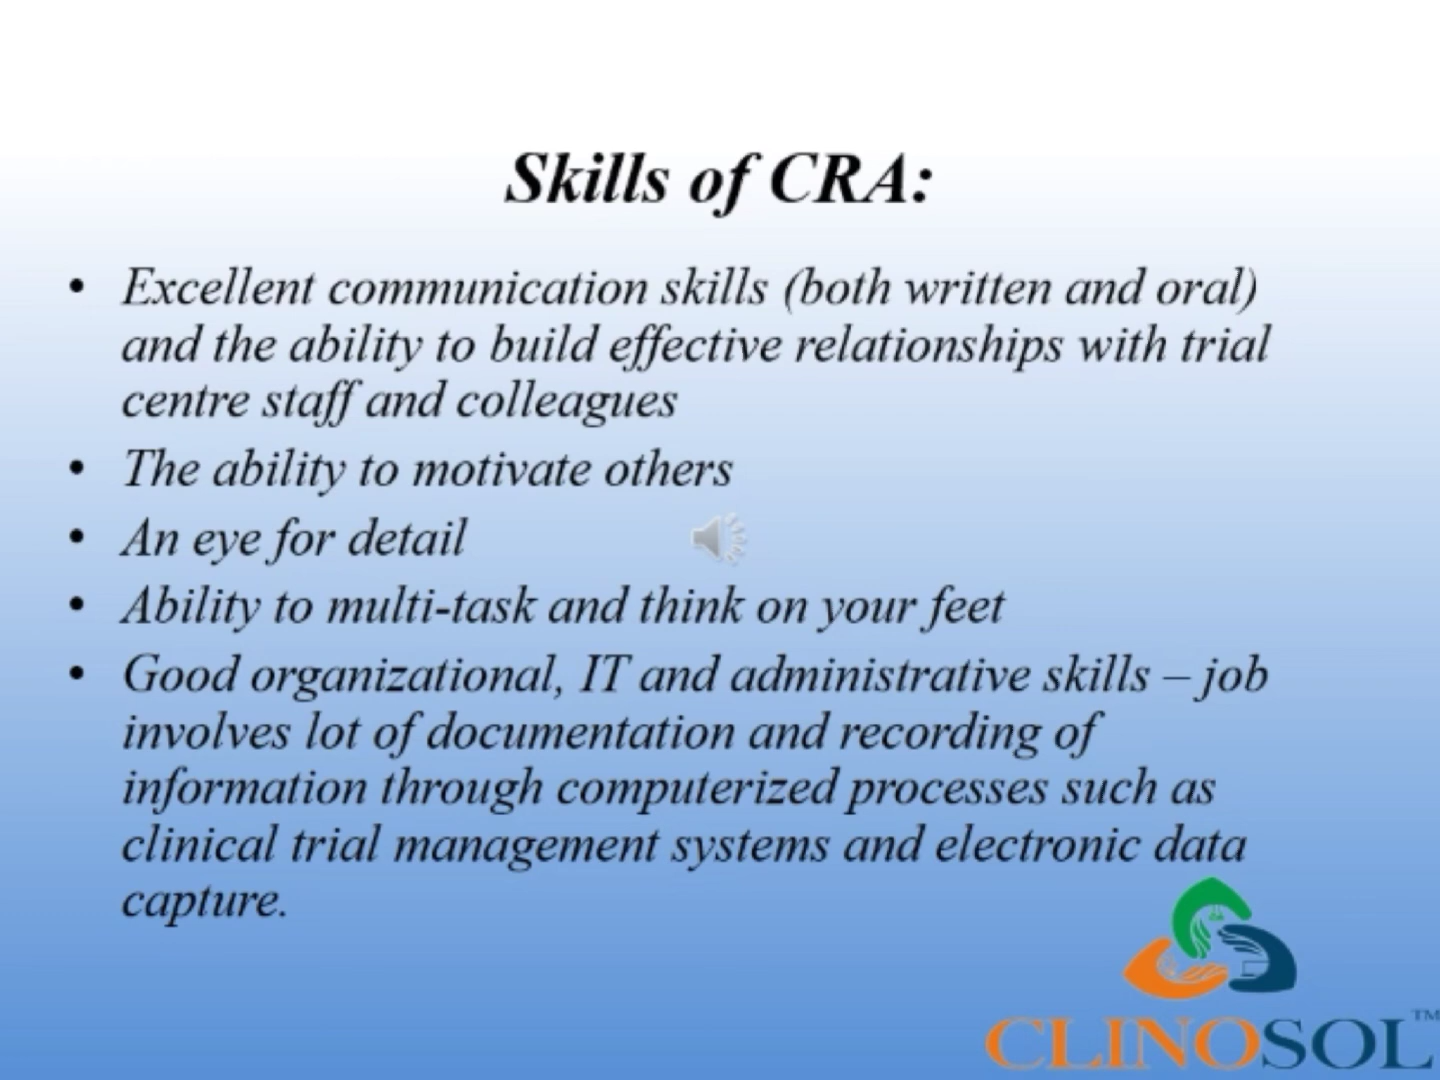 Skills of CRA:
• Excellent communication skills (both written and oral)
and the ability to build effective relationships with trial
centre staff and colleagues
• The ability to motivate others
• An eye for detail
• Ability to multi-task and think on your feet
• Good organizational, IT and administrative skills – job
involves lot of documentation and recording of
information through computerized processes such as
clinical trial management systems and electronic data
capture.
CLINOSOL™